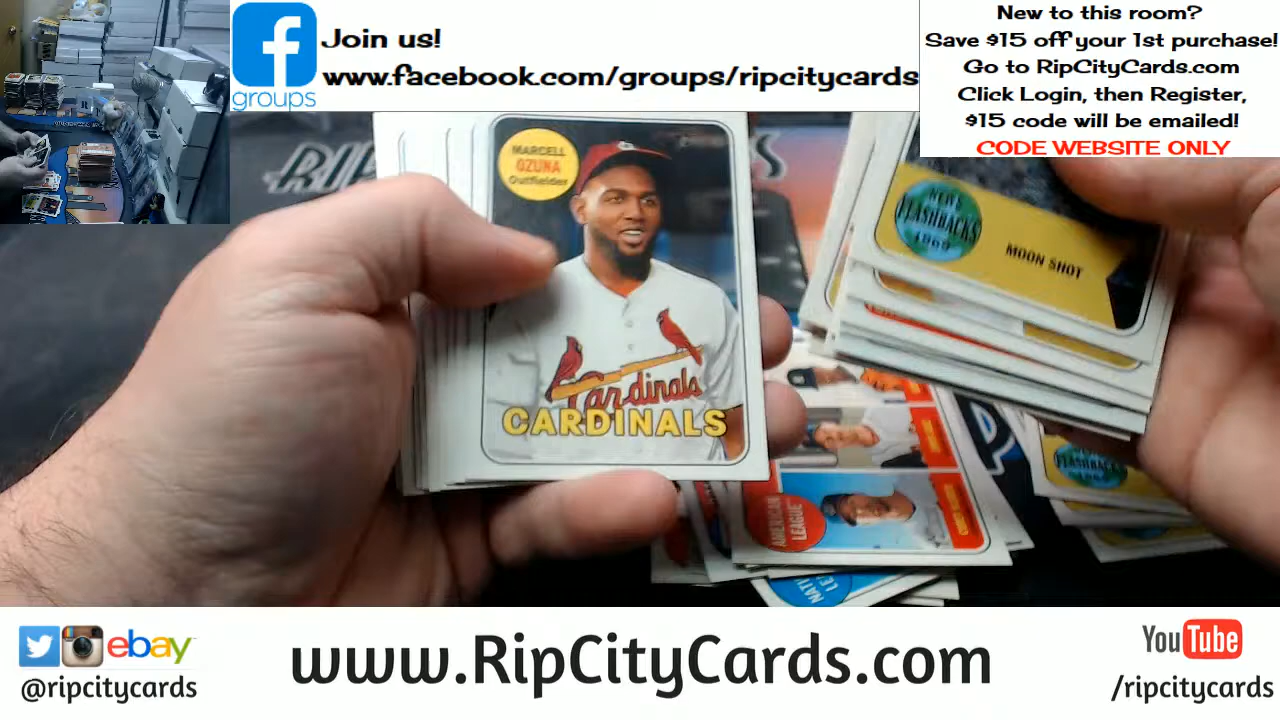 Join us!
www.facebook.com/groups/ripcitycards
groups
New to this room?
Save $15 off your 1st purchase!
Go to RipCityCards.com
Click Login, then Register,
$15 code will be emailed!
CODE WEBSITE ONLY
RIP
S
MARCELL
OZUNA
Outfielder
Cardinals
CARDINALS
NEWS
FLASHBACKS
1969
MOON SHOT
AMERICAN
LEAGUE
FLASHBACKS
ebay
@ripcitycards
www.RipCityCards.com
YouTube
/ripcitycards